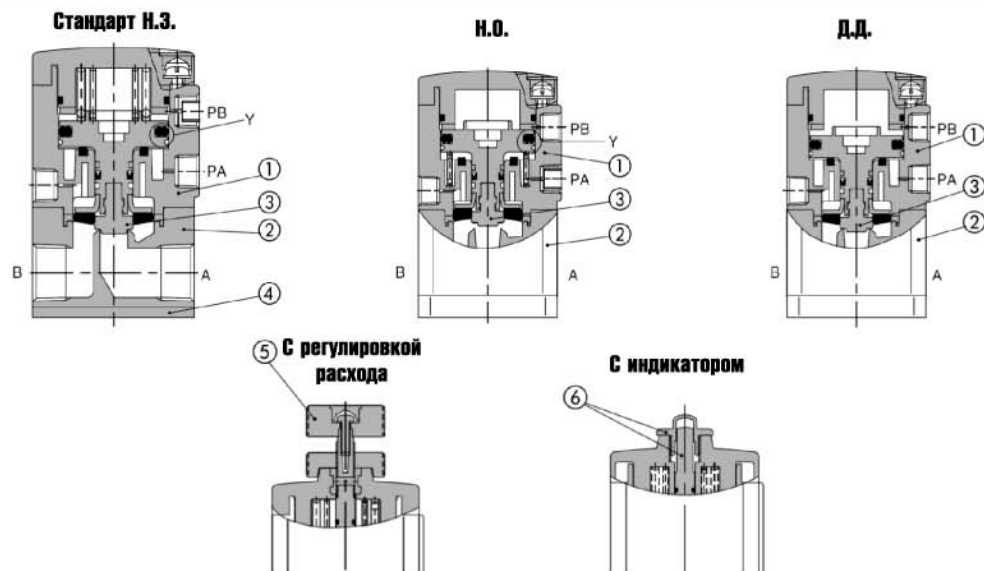 Стандарт Н.З.
Н.О.
Д.Д.
PB
Y
PA
①
③
②
B
A
④
PB
Y
①
PA
③
②
B
A
PB
①
PA
③
②
B
A
⑤ С регулировкой
расхода
С индикатором
⑥